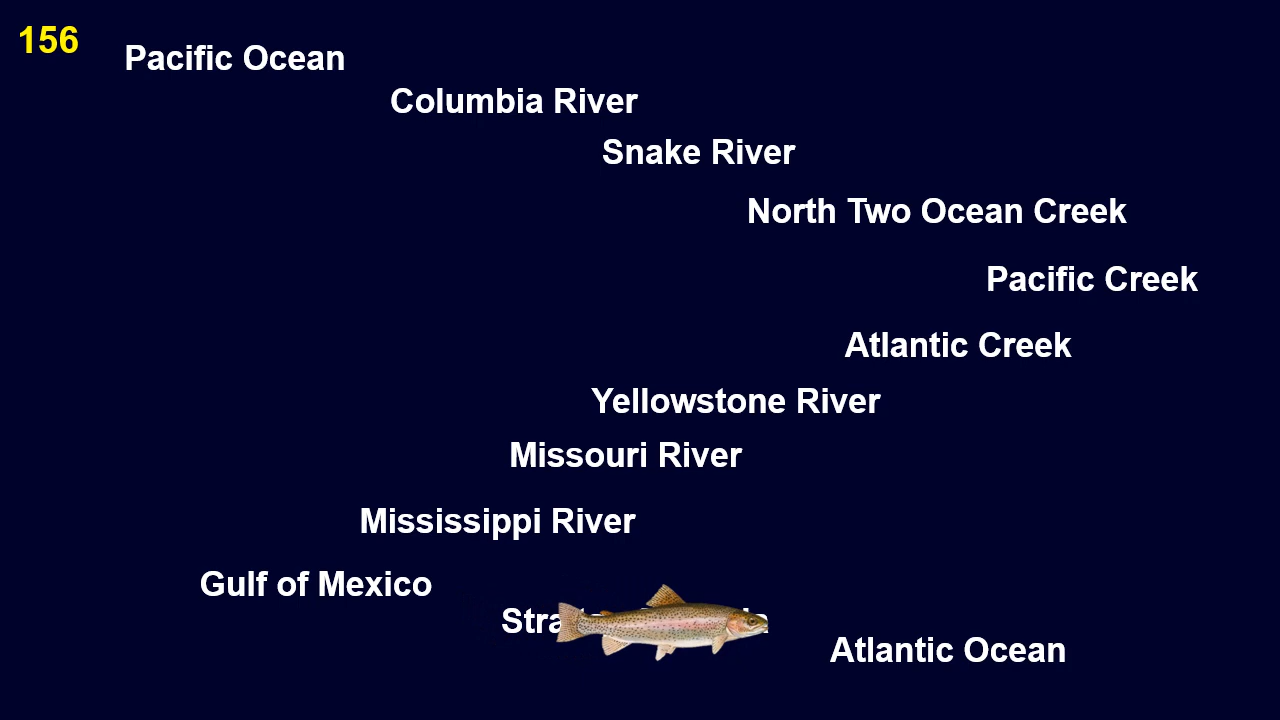 156
Pacific Ocean
Columbia River
Snake River
North Two Ocean Creek
Pacific Creek
Atlantic Creek
Yellowstone River
Missouri River
Mississippi River
Gulf of Mexico
Atlantic Ocean